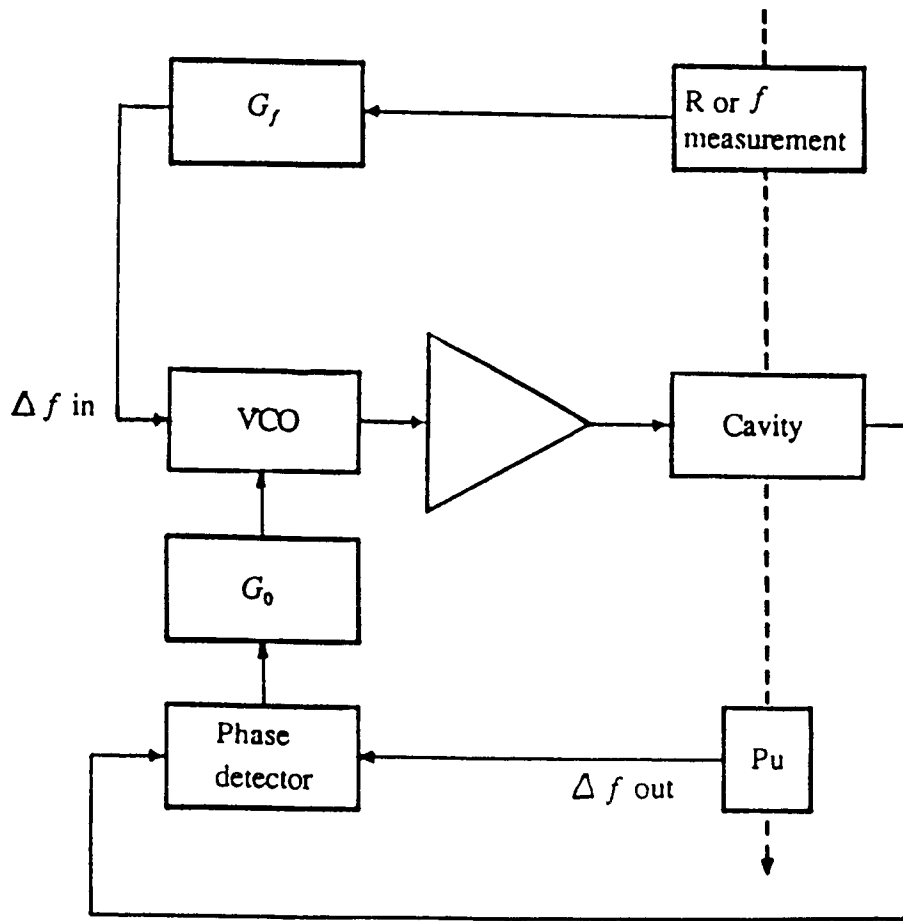 G_f
R or f
measurement
Δ f in
VCO
Cavity
G_0
Phase
detector
Δ f out
Pu